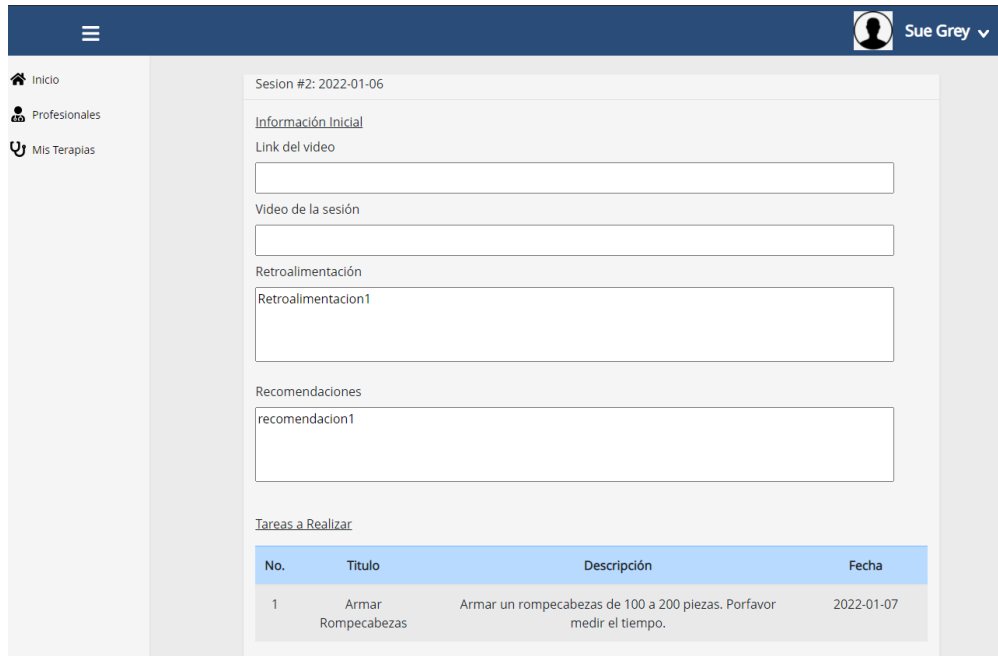 Sue Grey
Inicio
Profesionales
Mis Terapias
Sesion #2: 2022-01-06
Información Inicial
Link del video
Video de la sesión
Retroalimentación
Retroalimentacion1
Recomendaciones
recomendacion1
Tareas a Realizar
No. Titulo Descripción Fecha
1 Armar Armar un rompecabezas de 100 a 200 piezas. Porfavor 2022-01-07
Rompecabezas medir el tiempo.